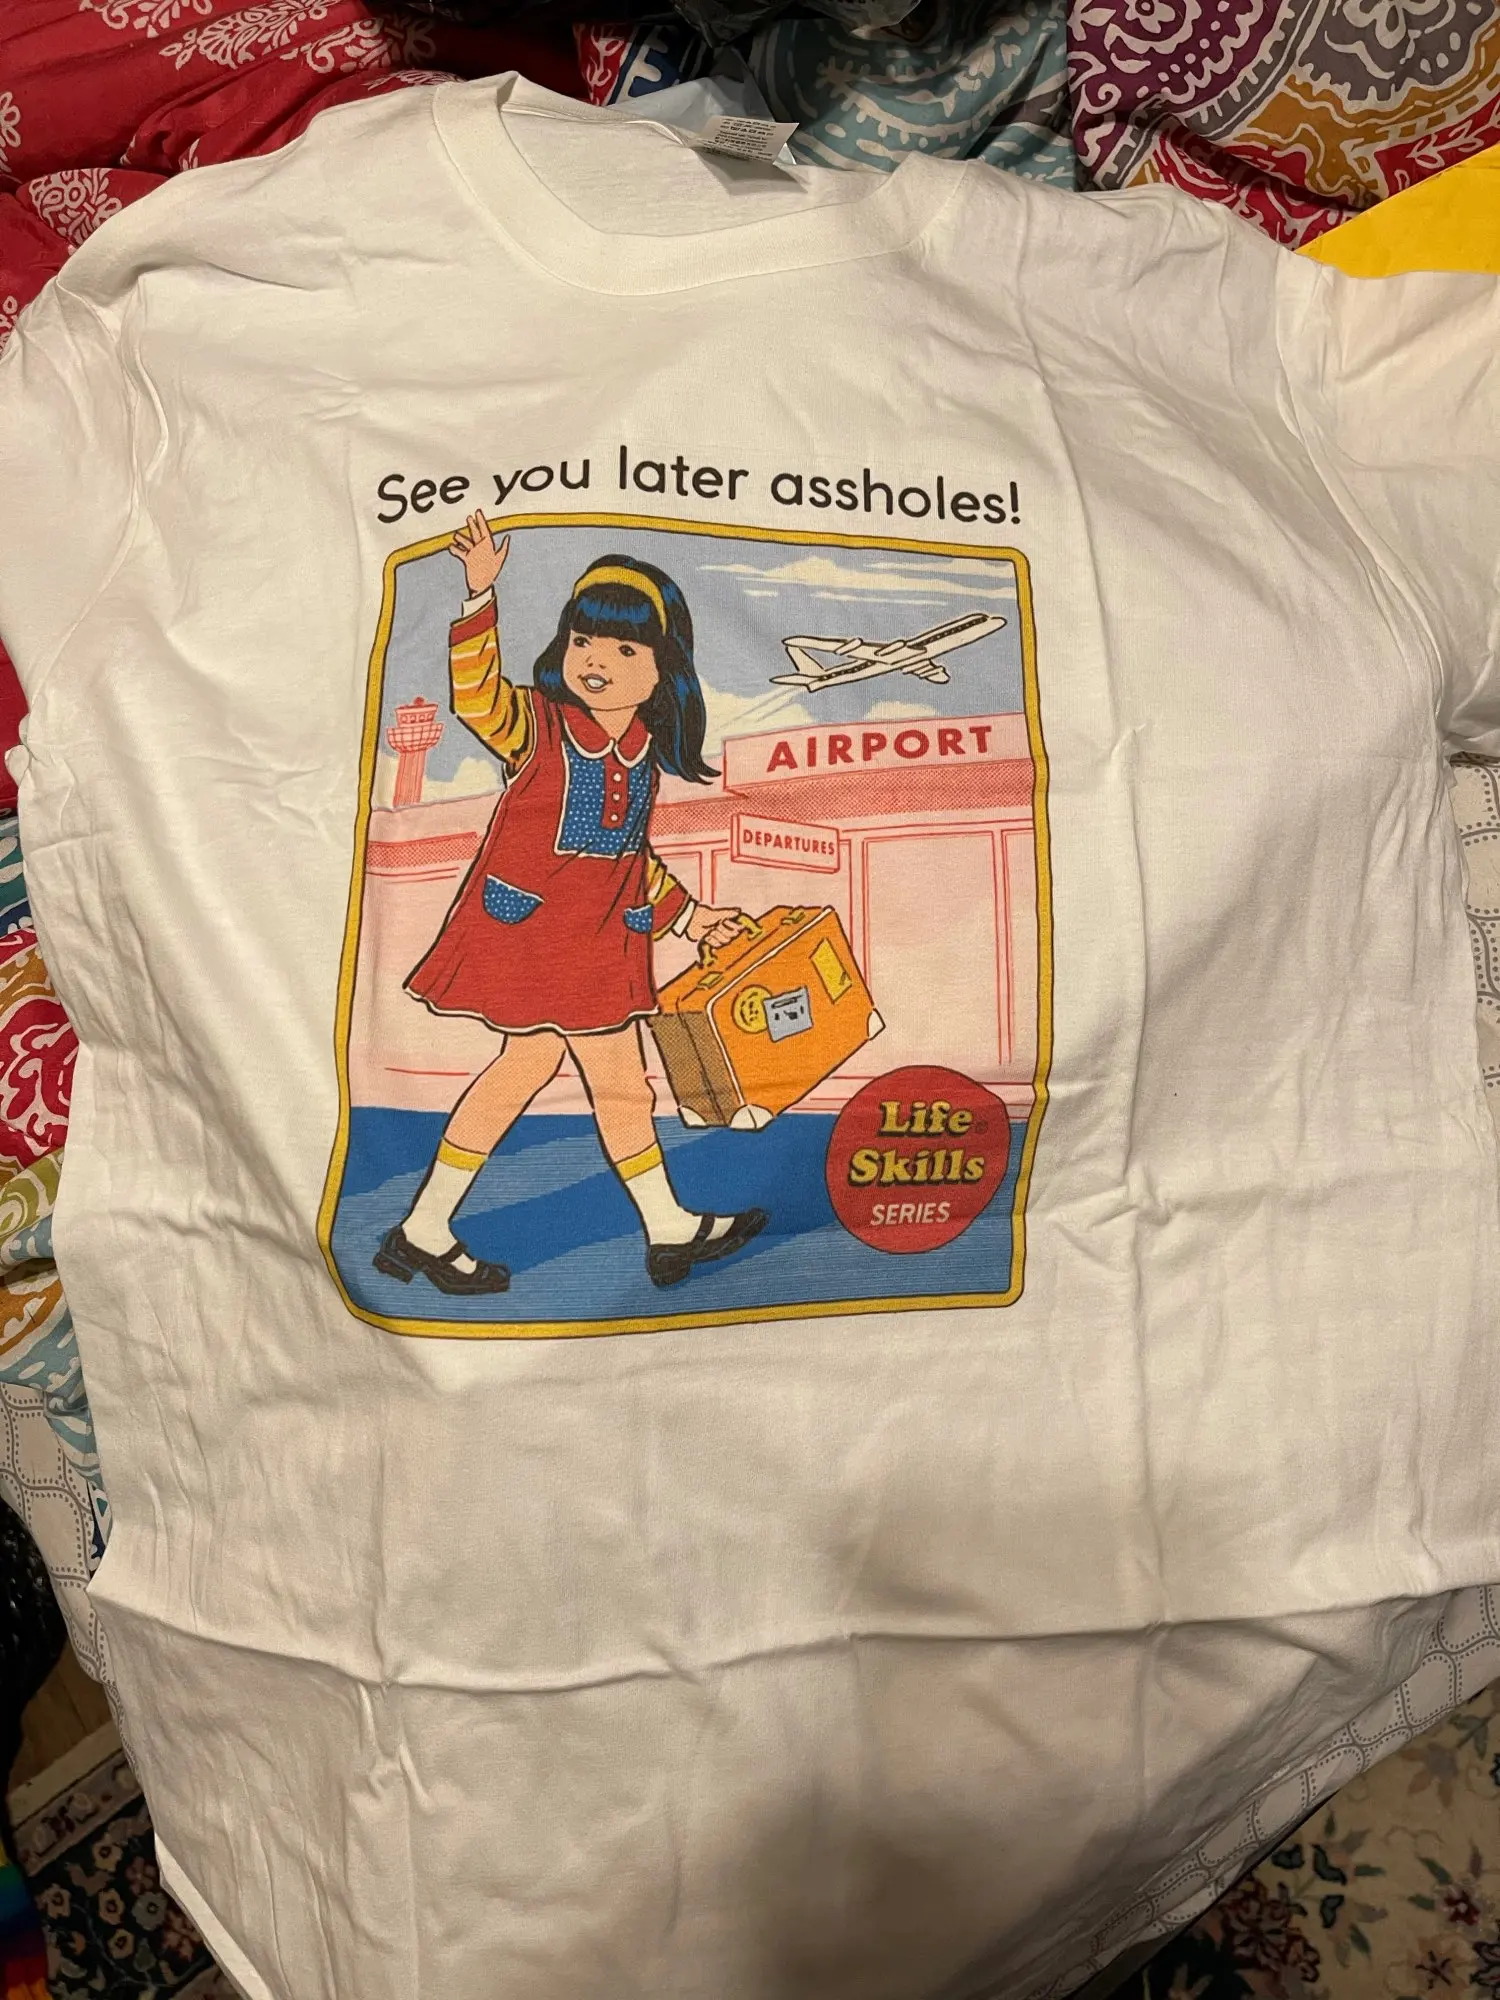 See you later assholes!
AIRPORT
DEPARTURES
Life
Skills
SERIES